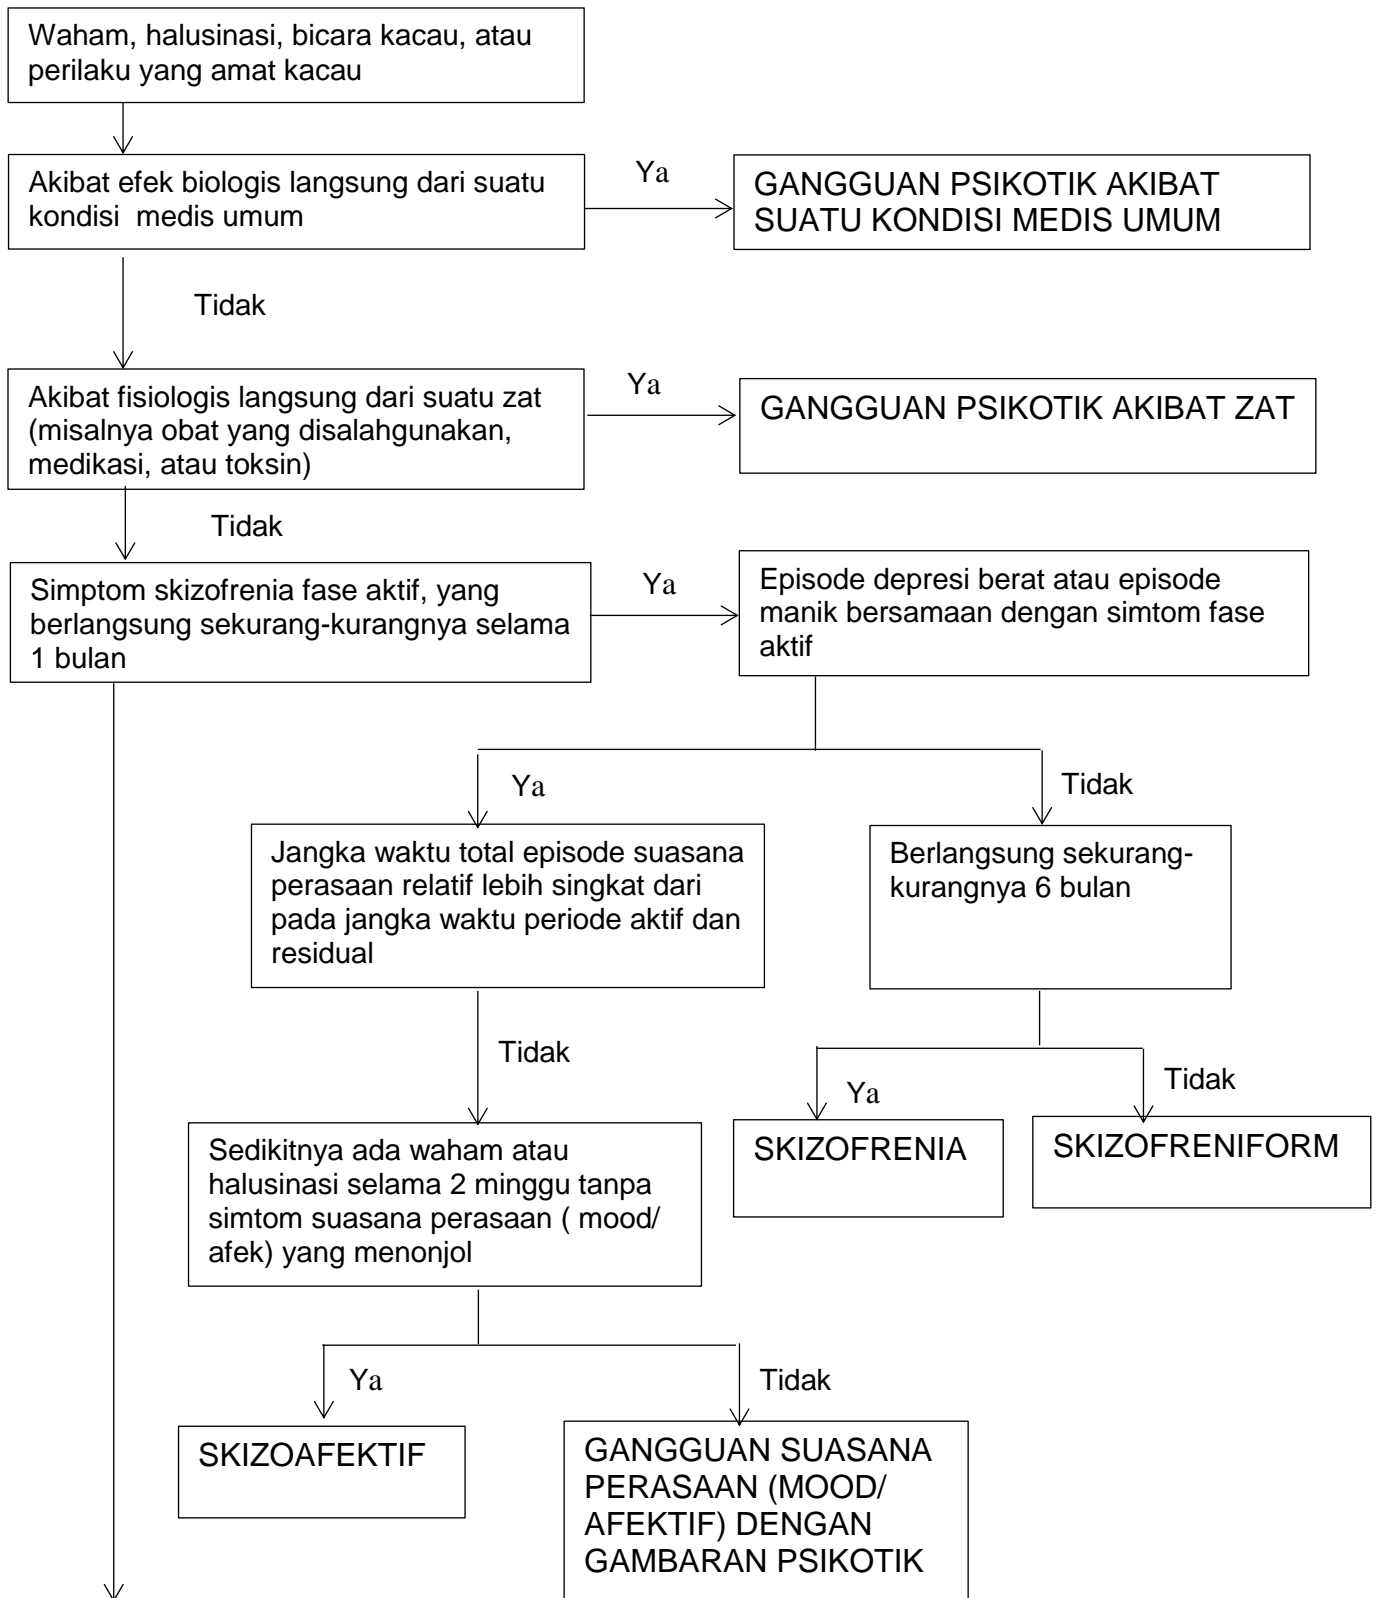 Waham, halusinasi, bicara kacau, atau
perilaku yang amat kacau
Akibat efek biologis langsung dari suatu
kondisi medis umum
Ya
GANGGUAN PSIKOTIK AKIBAT
SUATU KONDISI MEDIS UMUM
Tidak
Akibat fisiologis langsung dari suatu zat
(misalnya obat yang disalahgunakan,
medikasi, atau toksin)
Ya
GANGGUAN PSIKOTIK AKIBAT ZAT
Tidak
Simptom skizofrenia fase aktif, yang
berlangsung sekurang-kurangnya selama
1 bulan
Ya
Episode depresi berat atau episode
manik bersamaan dengan simtom fase
aktif
Ya
Tidak
Jangka waktu total episode suasana
perasaan relatif lebih singkat dari
pada jangka waktu periode aktif dan
residual
Berlangsung sekurang-
kurangnya 6 bulan
Tidak
Ya
Tidak
Sedikitnya ada waham atau
halusinasi selama 2 minggu tanpa
simtom suasana perasaan ( mood/
afek) yang menonjol
SKIZOFRENIA
SKIZOFRENIFORM
Ya
Tidak
SKIZOAFEKTIF
GANGGUAN SUASANA
PERASAAN (MOOD/
AFEKTIF) DENGAN
GAMBARAN PSIKOTIK